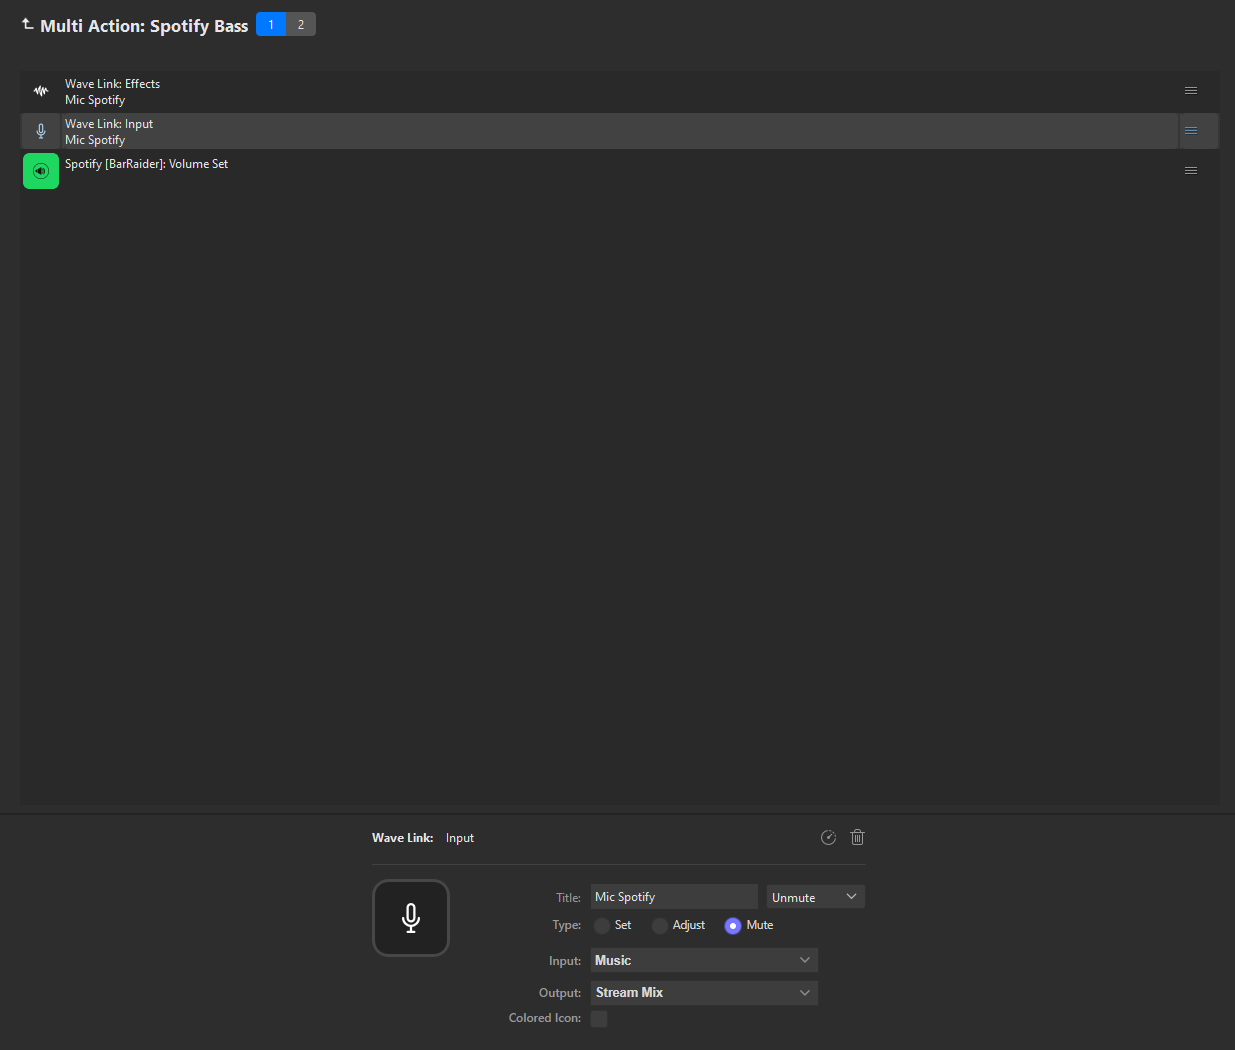 Multi Action: Spotify Bass 1 2
Wave Link: Effects
Mic Spotify
Wave Link: Input
Mic Spotify
Spotify [BarRaider]: Volume Set
Wave Link: Input
Title: Mic Spotify Unmute
Type: Set Adjust Mute
Input: Music
Output: Stream Mix
Colored Icon: